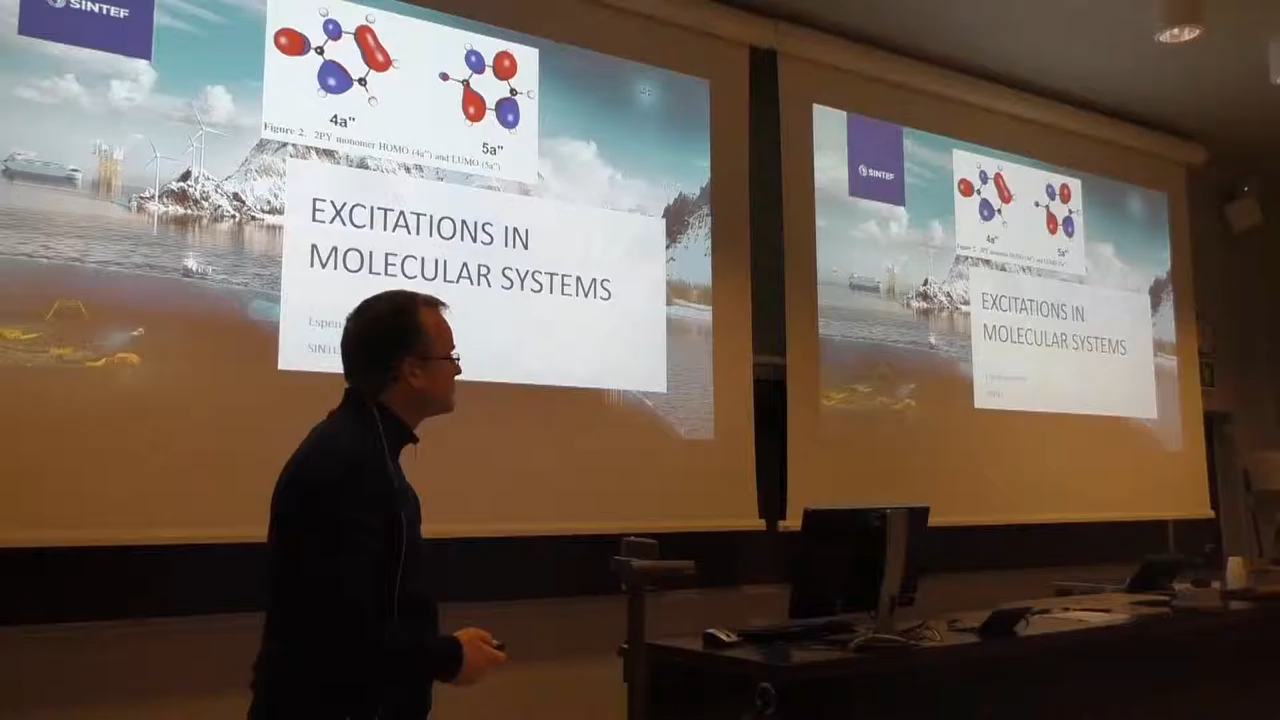 SINTEF
4a"
5a"
Figure 2. 2PY monomer HOMO (4a") and LUMO (5a")
EXCITATIONS IN
MOLECULAR SYSTEMS
Espen
SINTEF
4a"
5a"
EXCITATIONS IN
MOLECULAR SYSTEMS